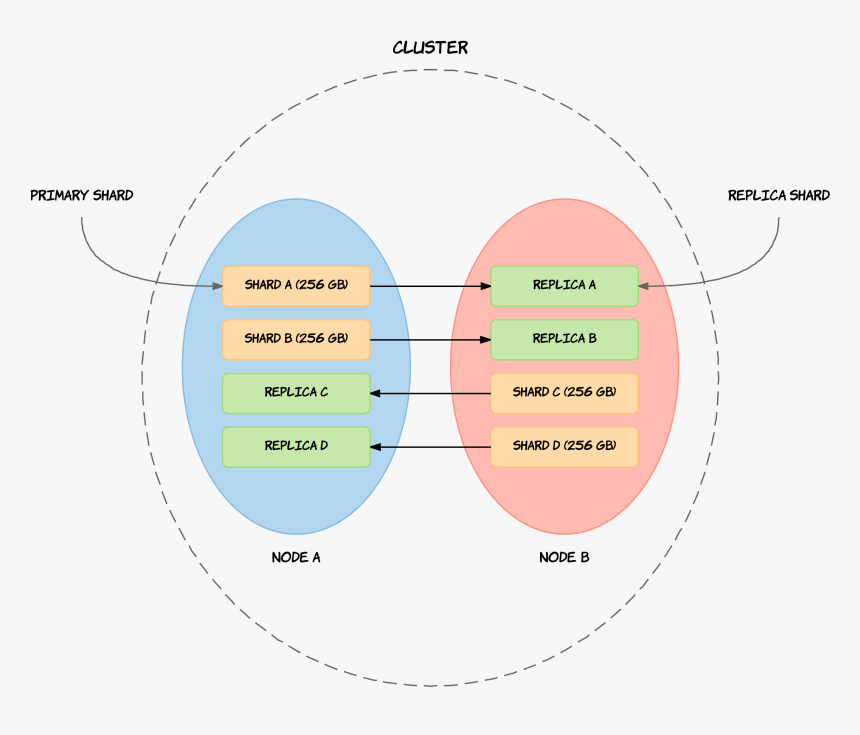 CLUSTER
PRIMARY SHARD
REPLICA SHARD
SHARD A (256 GB)
REPLICA A
SHARD B (256 GB)
REPLICA B
REPLICA C
SHARD C (256 GB)
REPLICA D
SHARD D (256 GB)
NODE A
NODE B